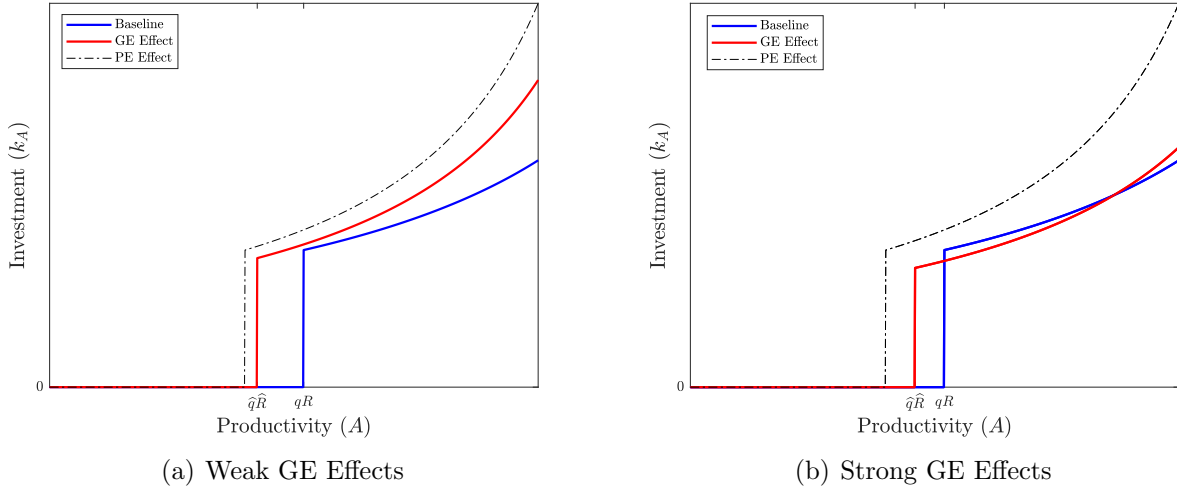 Baseline
GE Effect
PE Effect
Investment (k_A)
0
q̂R̂
qR
Productivity (A)
(a) Weak GE Effects
Baseline
GE Effect
PE Effect
Investment (k_A)
0
q̂R̂
qR
Productivity (A)
(b) Strong GE Effects